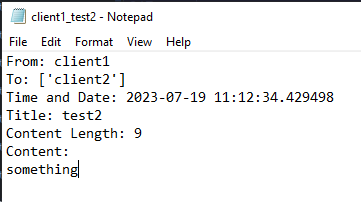 client1_test2 - Notepad
File Edit Format View Help
From: client1
To: ['client2']
Time and Date: 2023-07-19 11:12:34.429498
Title: test2
Content Length: 9
Content:
something